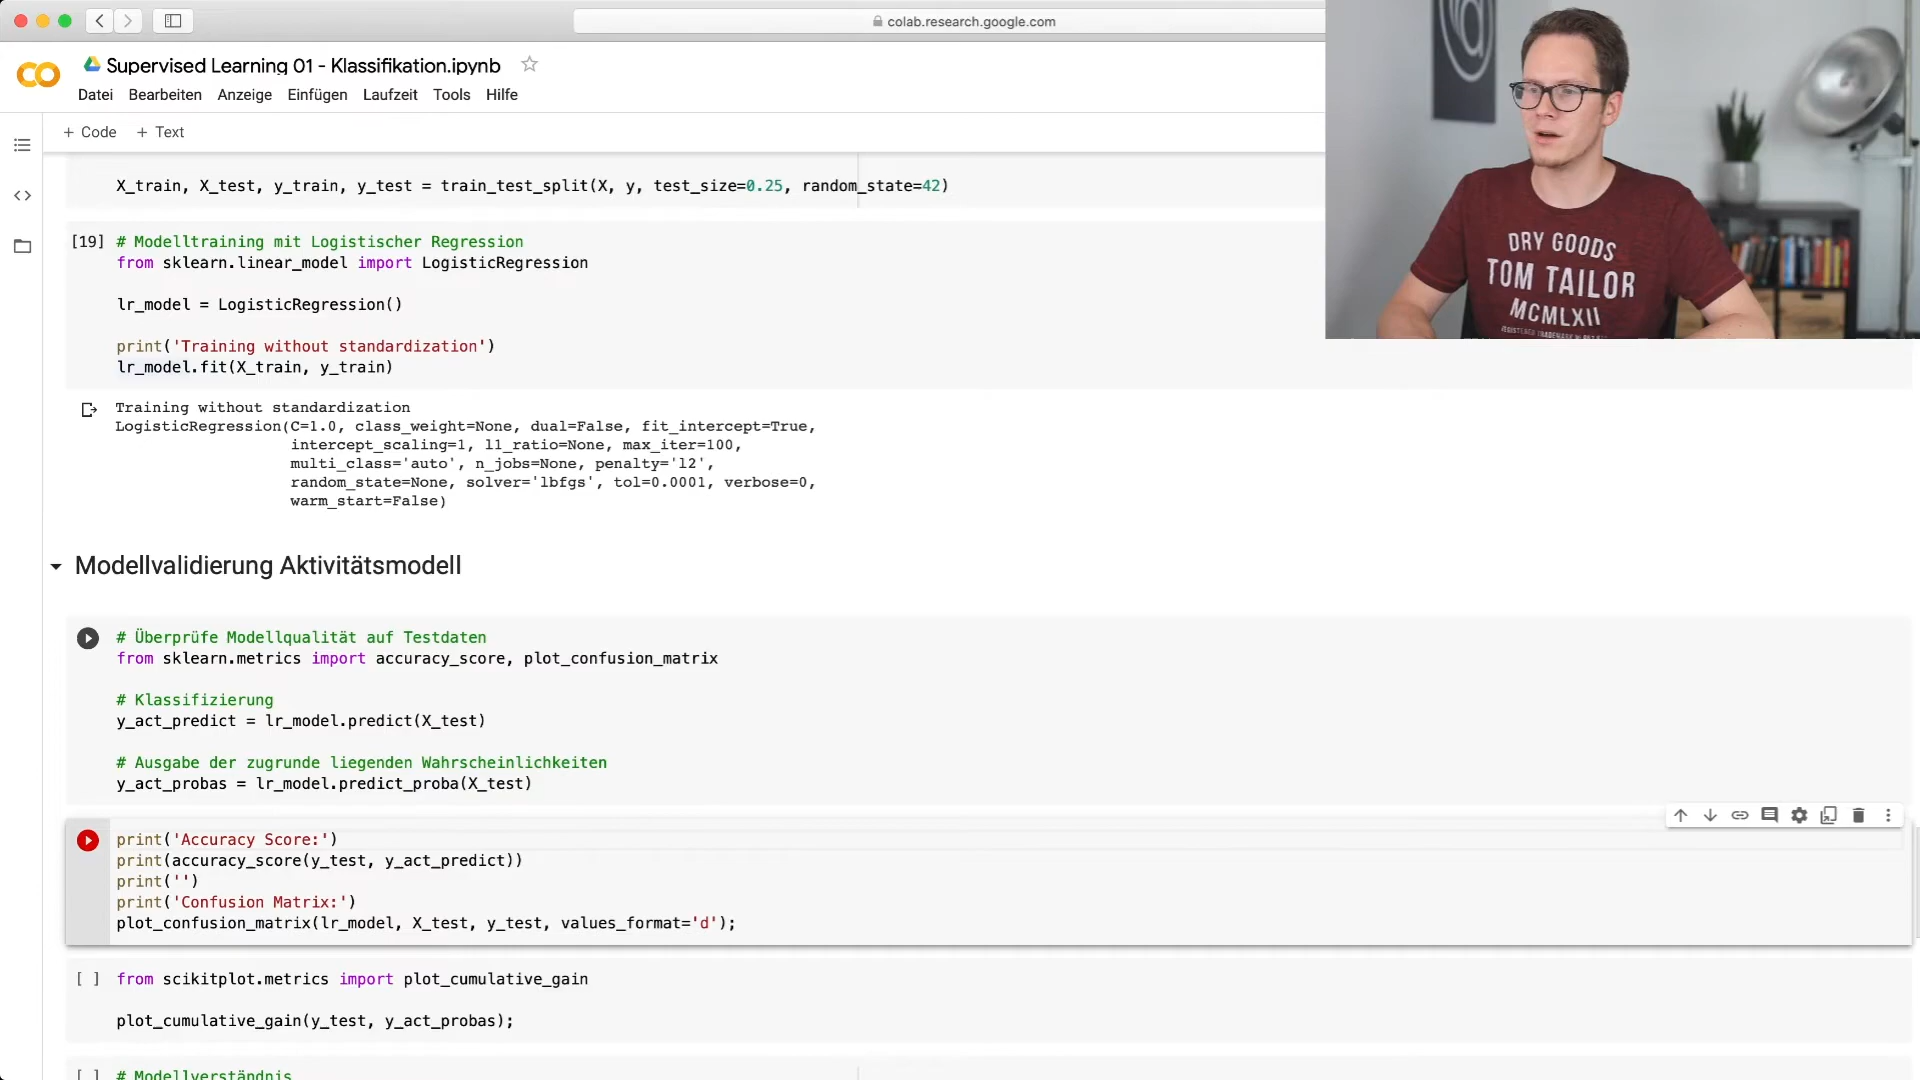 colab.research.google.com
Supervised Learning 01 - Klassifikation.ipynb
Datei Bearbeiten Anzeige Einfügen Laufzeit Tools Hilfe
+ Code + Text
X_train, X_test, y_train, y_test = train_test_split(X, y, test_size=0.25, random_state=42)
[19] # Modelltraining mit Logistischer Regression
from sklearn.linear_model import LogisticRegression
lr_model = LogisticRegression()
print('Training without standardization')
lr_model.fit(X_train, y_train)
Training without standardization
LogisticRegression(C=1.0, class_weight=None, dual=False, fit_intercept=True,
intercept_scaling=1, l1_ratio=None, max_iter=100,
multi_class='auto', n_jobs=None, penalty='l2',
random_state=None, solver='lbfgs', tol=0.0001, verbose=0,
warm_start=False)
Modellvalidierung Aktivitätsmodell
# Überprüfe Modellqualität auf Testdaten
from sklearn.metrics import accuracy_score, plot_confusion_matrix
# Klassifizierung
y_act_predict = lr_model.predict(X_test)
# Ausgabe der zugrunde liegenden Wahrscheinlichkeiten
y_act_probas = lr_model.predict_proba(X_test)
print('Accuracy Score:')
print(accuracy_score(y_test, y_act_predict))
print('')
print('Confusion Matrix:')
plot_confusion_matrix(lr_model, X_test, y_test, values_format='d');
[ ] from scikitplot.metrics import plot_cumulative_gain
plot_cumulative_gain(y_test, y_act_probas);
[ ] # Modellverständnis
DRY GOODS
TOM TAILOR
MCMLXII